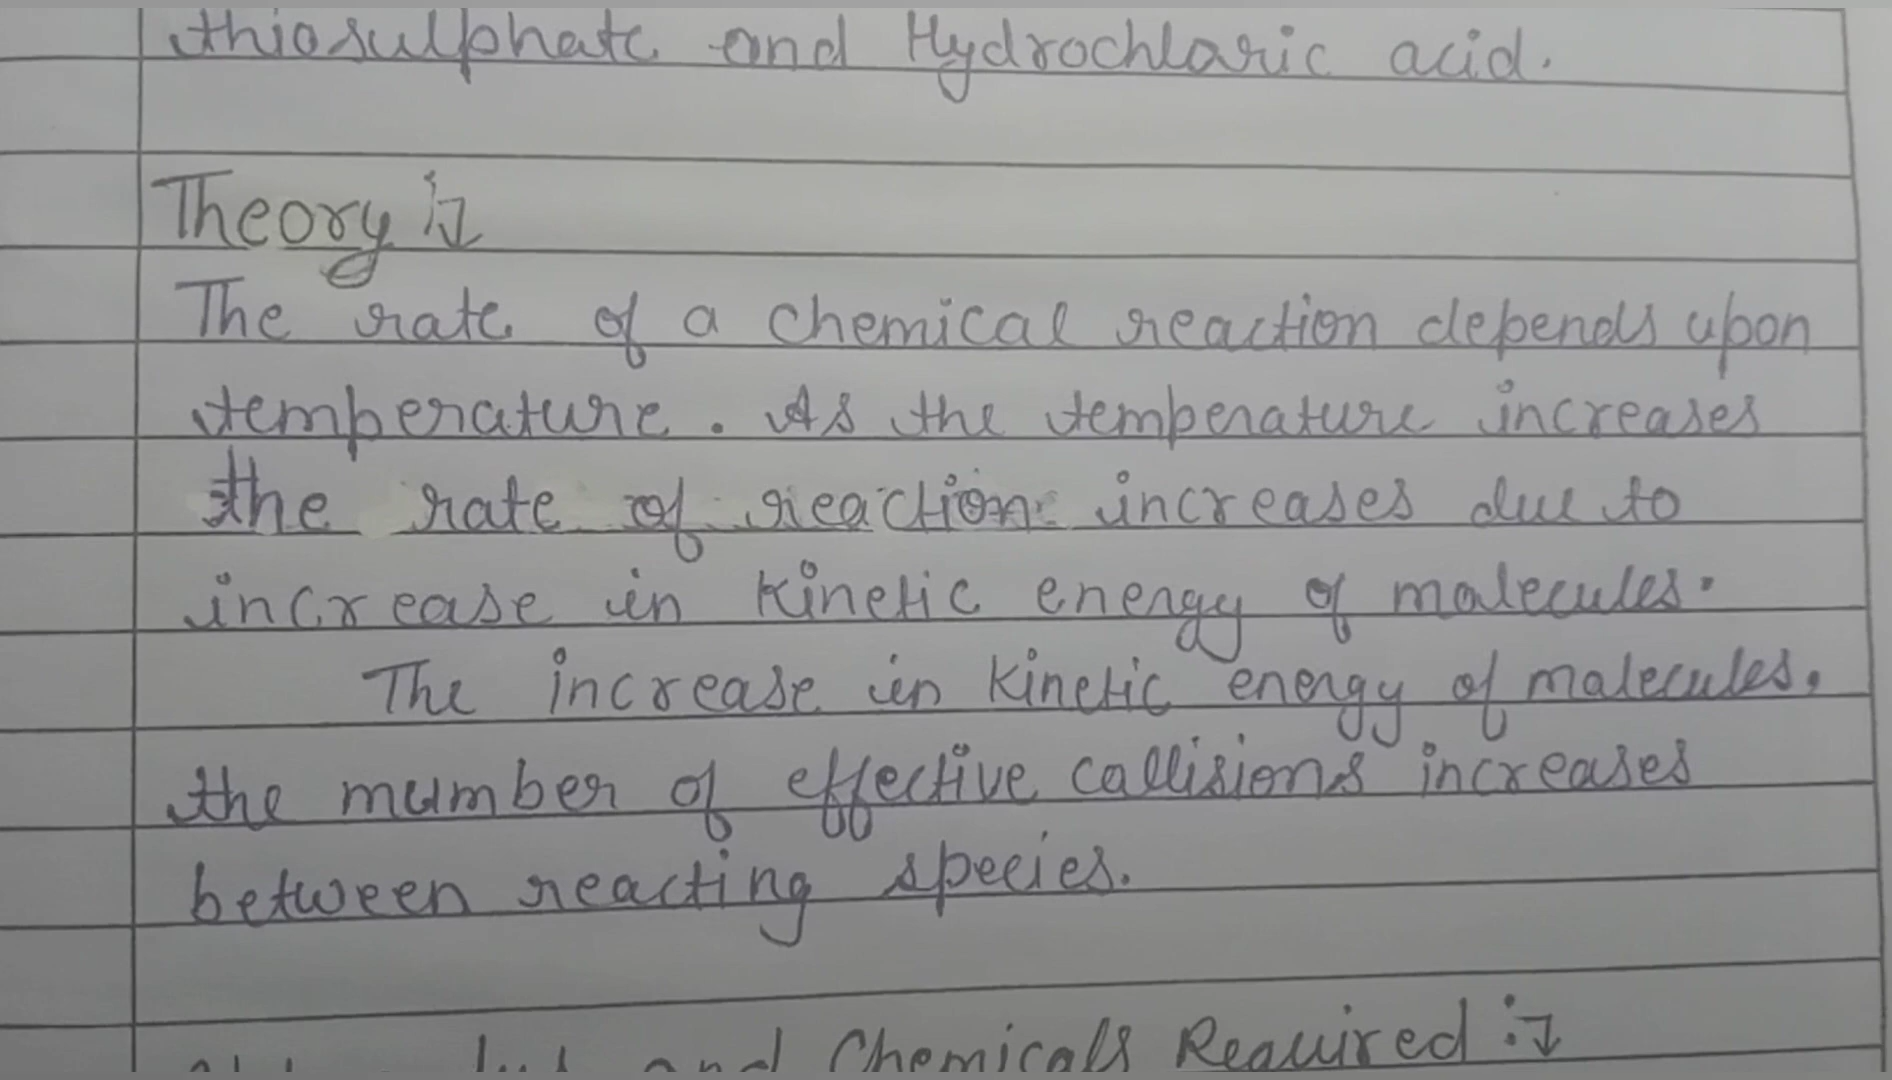 thiosulphate and Hydrochloric acid.
Theory :-
The rate of a chemical reaction depends upon
temperature. As the temperature increases
the rate of reaction increases due to
increase in Kinetic energy of molecules.
The increase in Kinetic energy of molecules.
the number of effective collisions increases
between reacting species.
and Chemicals Required :-